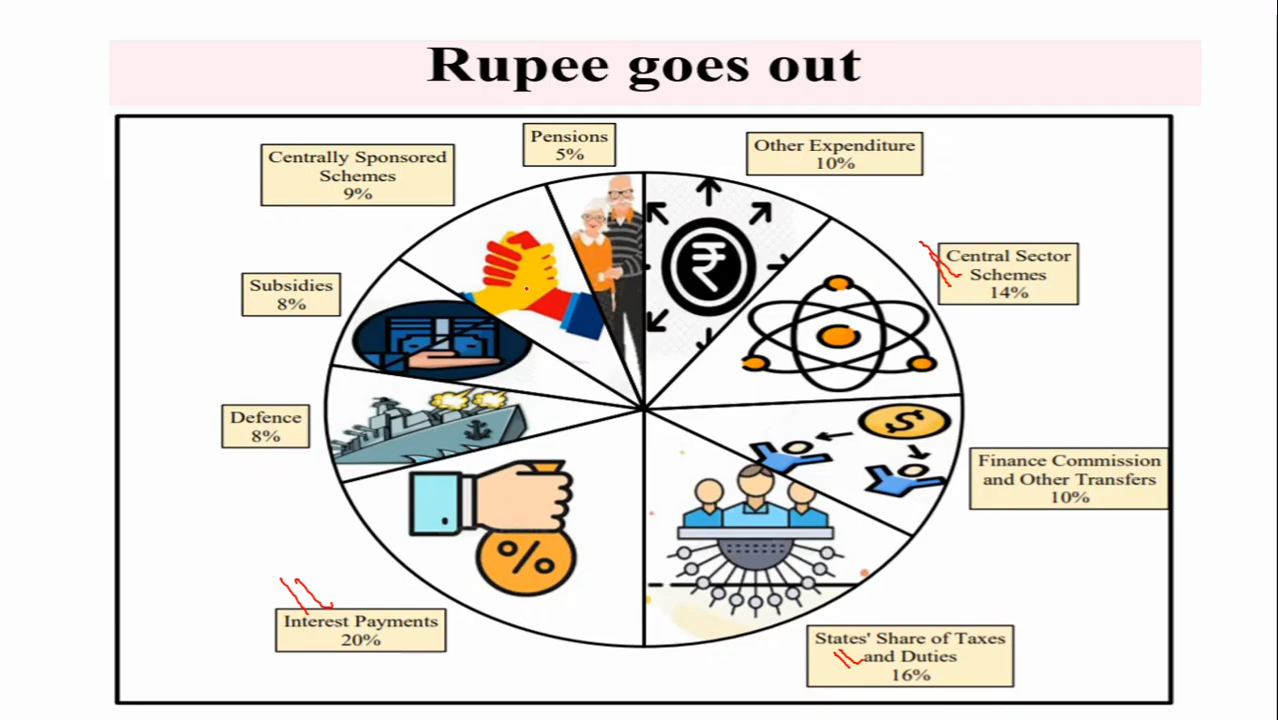 Rupee goes out
Pensions
5%
Other Expenditure
10%
Centrally Sponsored
Schemes
9%
Central Sector
Schemes
14%
Subsidies
8%
Defence
8%
Finance Commission
and Other Transfers
10%
Interest Payments
20%
States' Share of Taxes
and Duties
16%
₹
$
%